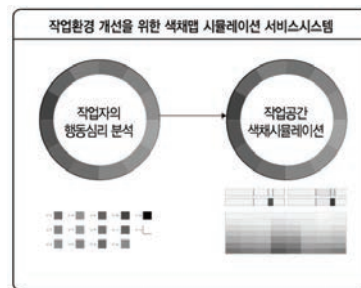 작업환경 개선을 위한 색채맵 시뮬레이션 서비스시스템
작업자의
행동심리 분석
작업공간
색채시뮬레이션